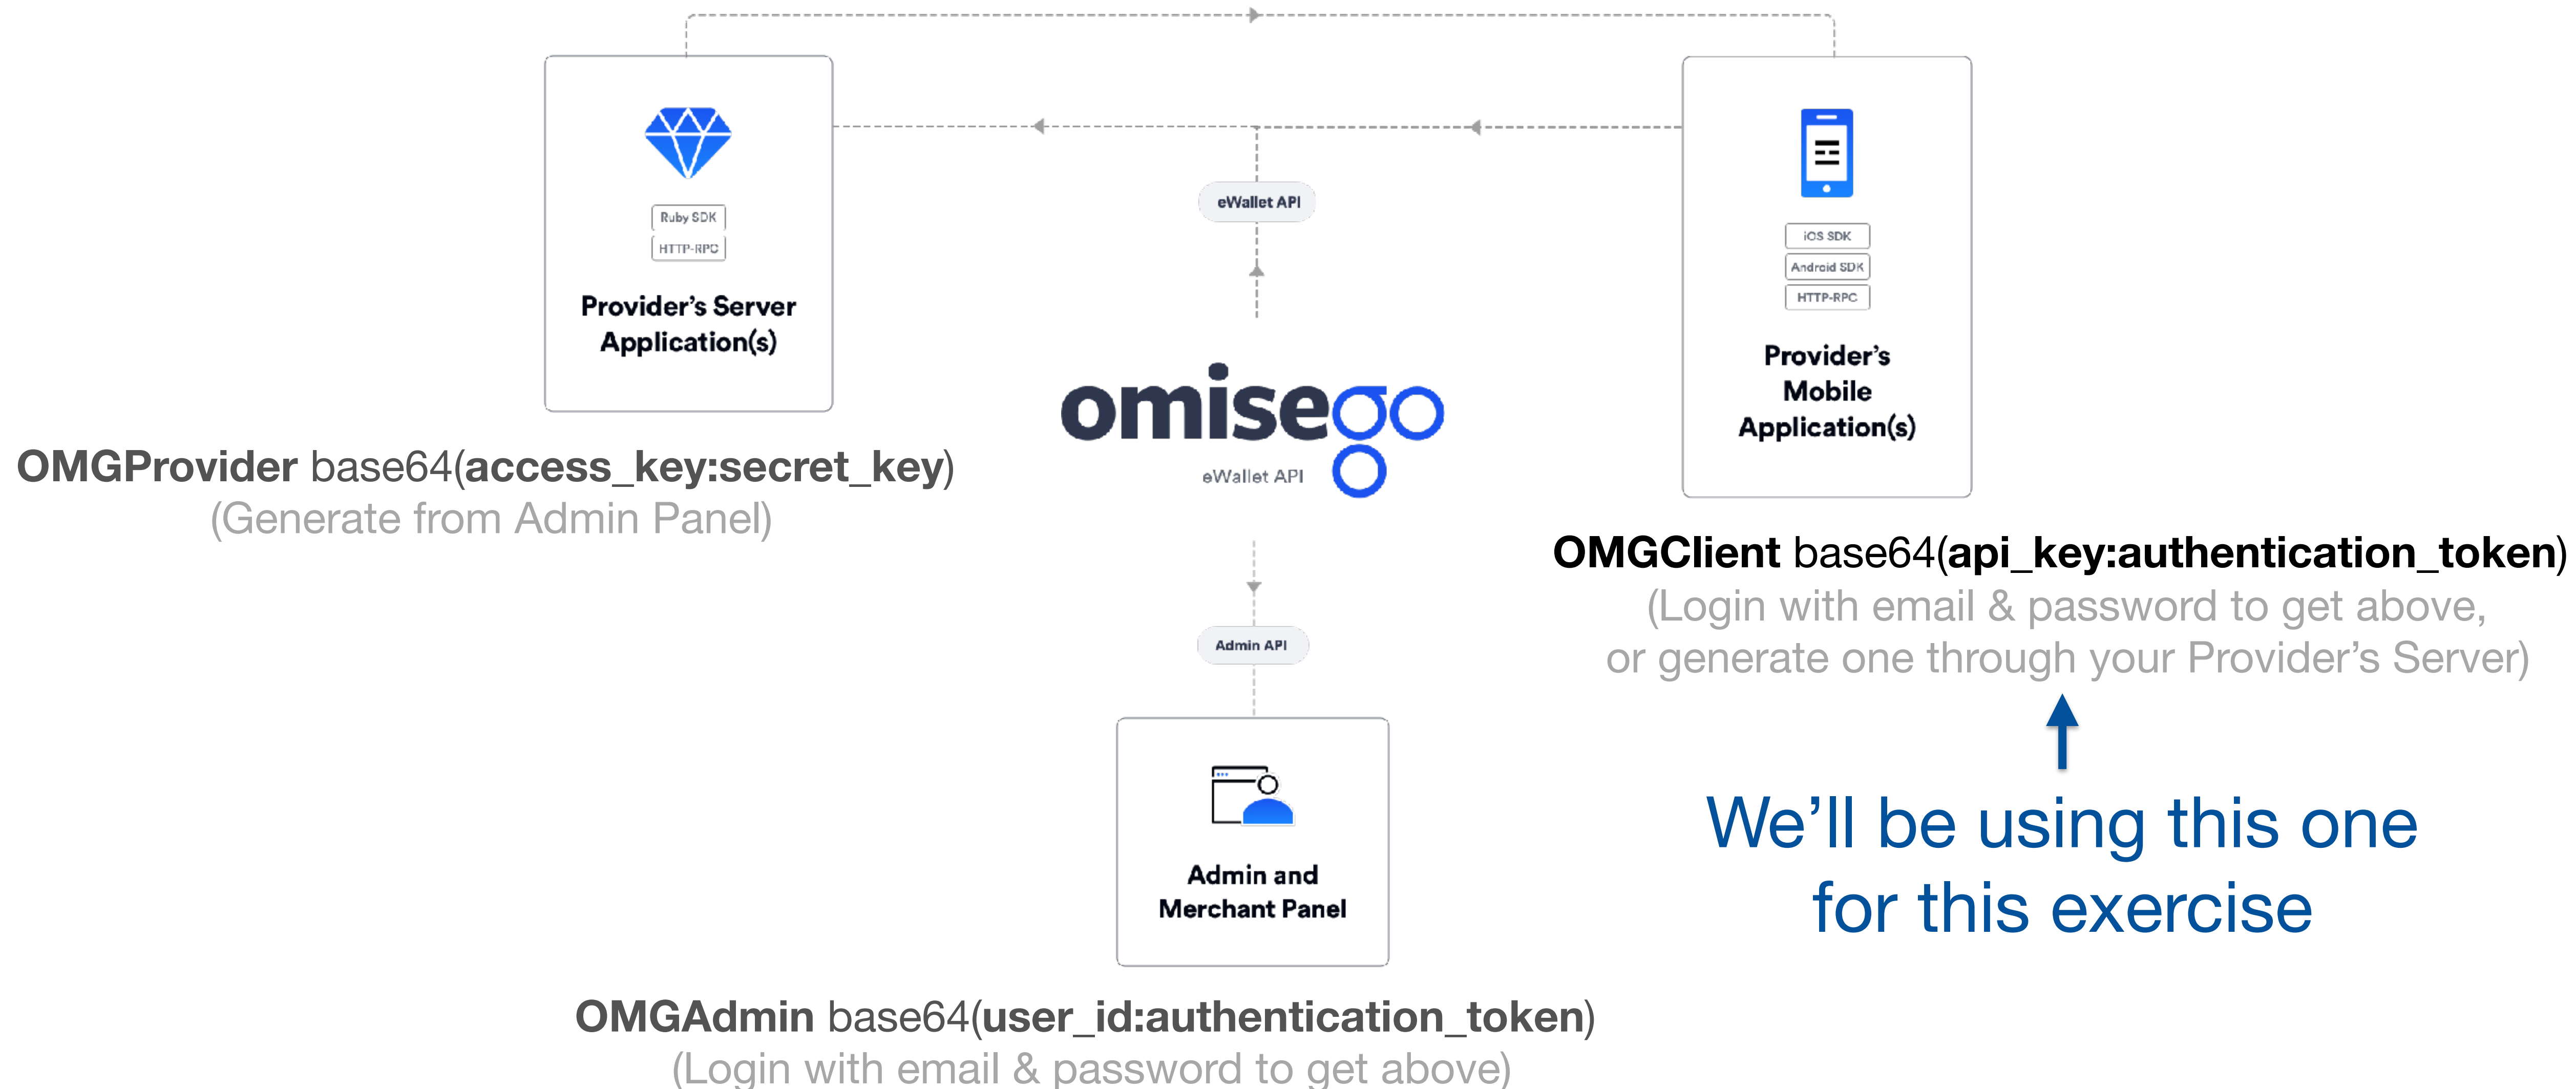 Ruby SDK
HTTP-RPC
Provider's Server
Application(s)
OMGProvider base64(access_key:secret_key)
(Generate from Admin Panel)
eWallet API
omisego
eWallet API
iOS SDK
Android SDK
HTTP-RPC
Provider's
Mobile
Application(s)
OMGClient base64(api_key:authentication_token)
(Login with email & password to get above,
or generate one through your Provider's Server)
We'll be using this one
for this exercise
Admin API
Admin and
Merchant Panel
OMGAdmin base64(user_id:authentication_token)
(Login with email & password to get above)